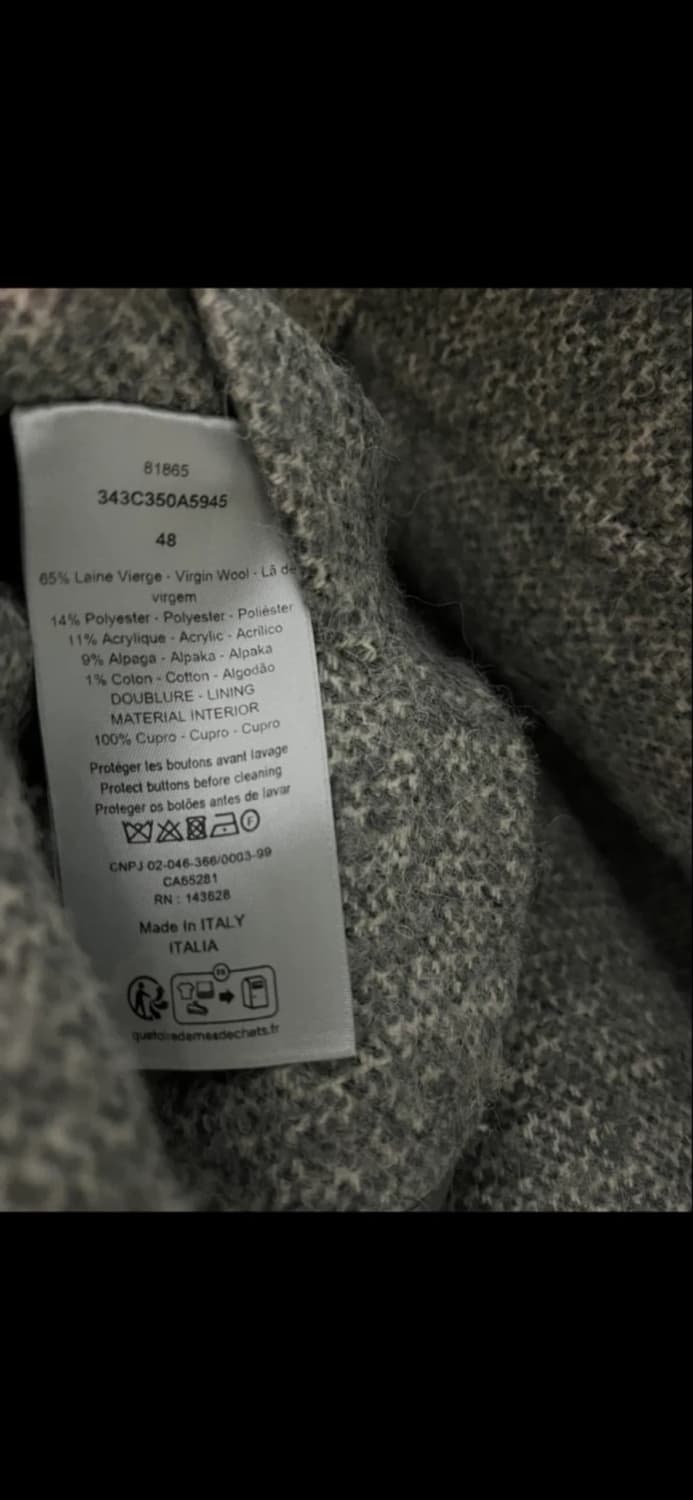 81865
343C350A5945
48
65% Laine Vierge - Virgin Wool - Lã de
virgem
14% Polyester - Polyester - Poliéster
11% Acrylique - Acrylic - Acrílico
9% Alpaga - Alpaka - Alpaka
1% Coton - Cotton - Algodão
DOUBLURE - LINING
MATERIAL INTERIOR
100% Cupro - Cupro - Cupro
Protéger les boutons avant lavage
Protect buttons before cleaning
Proteger os botões antes de lavar
F
CNPJ 02-046-366/0003-99
CA65281
RN : 143628
Made In ITALY
ITALIA
FR
quefairedemesdechets.fr